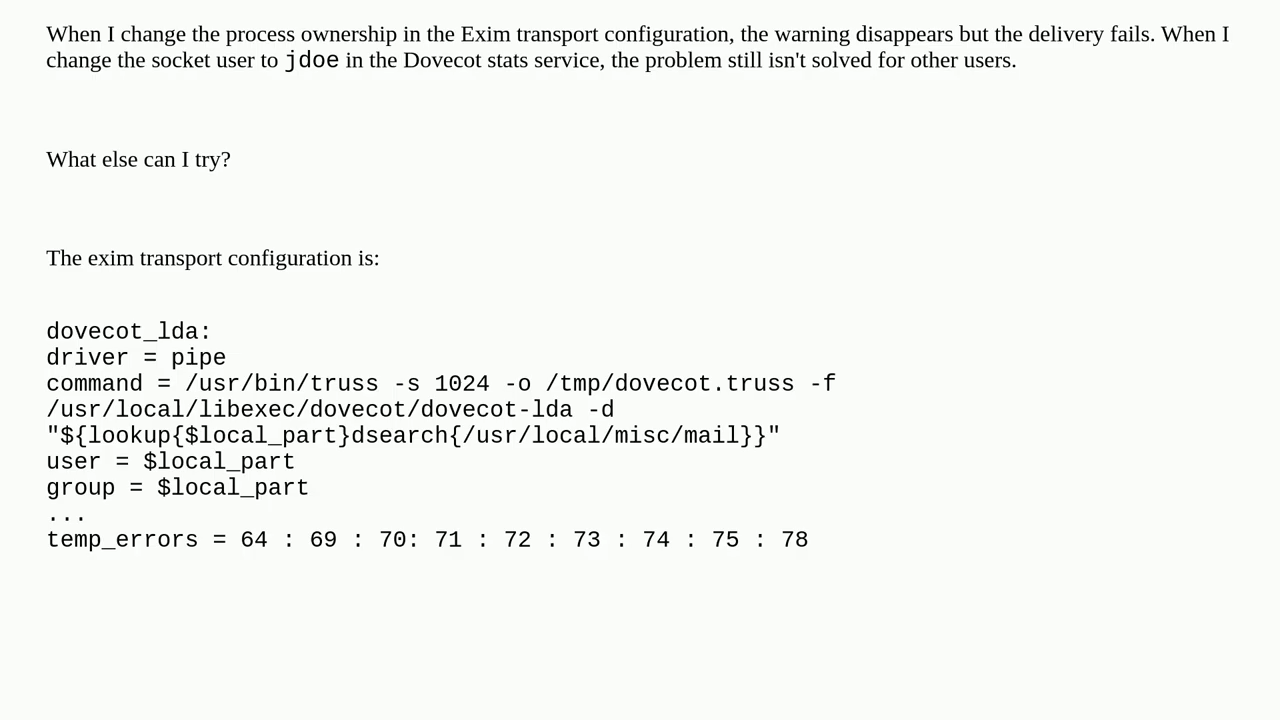 When I change the process ownership in the Exim transport configuration, the warning disappears but the delivery fails. When I
change the socket user to jdoe in the Dovecot stats service, the problem still isn't solved for other users.
What else can I try?
The exim transport configuration is:
dovecot_lda:
driver = pipe
command = /usr/bin/truss -s 1024 -o /tmp/dovecot.truss -f
/usr/local/libexec/dovecot/dovecot-lda -d
"${lookup{$local_part}dsearch{/usr/local/misc/mail}}"
user = $local_part
group = $local_part
...
temp_errors = 64 : 69 : 70: 71 : 72 : 73 : 74 : 75 : 78